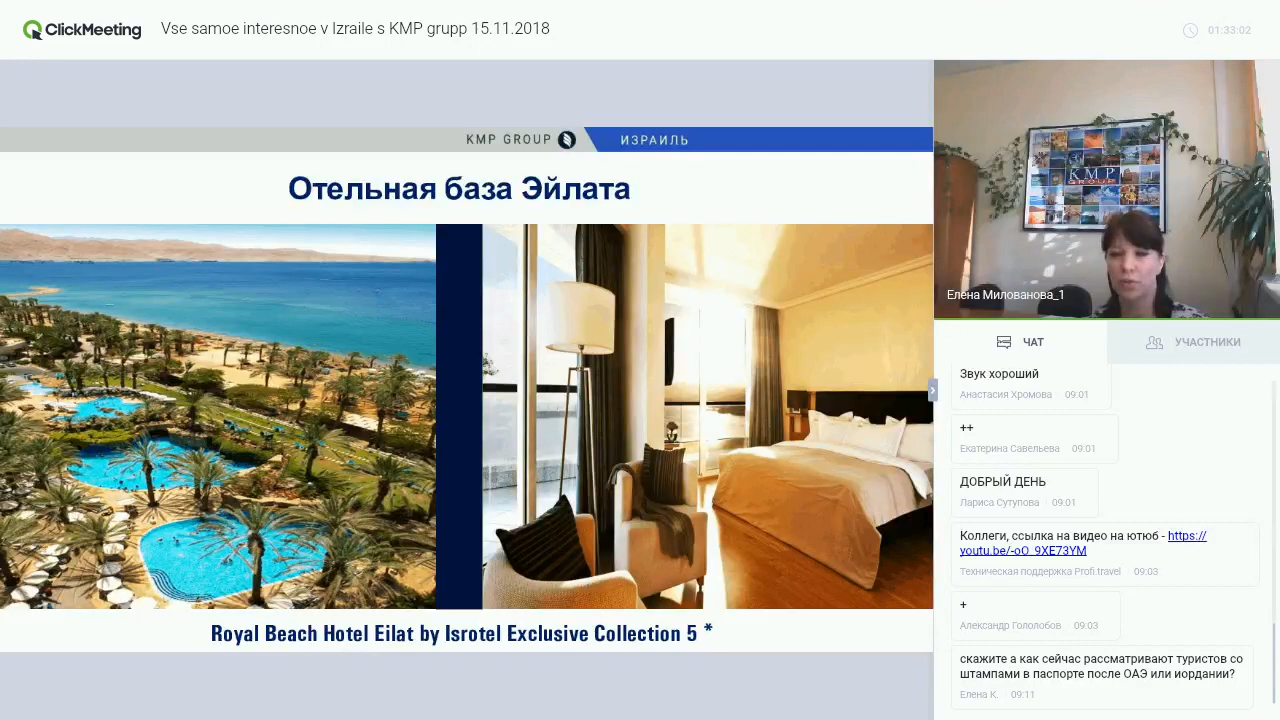 ClickMeeting
Vse samoe interesnoe v Izraile s KMP grupp 15.11.2018
01:33:02
KMP GROUP
ИЗРАИЛЬ
Отельная база Эйлата
Royal Beach Hotel Eilat by Isrotel Exclusive Collection 5 *
KMP
GROUP
Елена Милованова_1
ЧАТ
УЧАСТНИКИ
Звук хороший
Анастасия Хромова 09:01
++
Екатерина Савельева 09:01
ДОБРЫЙ ДЕНЬ
Лариса Сутупова 09:01
Коллеги, ссылка на видео на ютюб - https://
youtu.be/-oO_9XE73YM
Техническая поддержка Profi.travel 09:03
+
Александр Гололобов 09:03
скажите а как сейчас рассматривают туристов со
штампами в паспорте после ОАЭ или иордании?
Елена К. 09:11